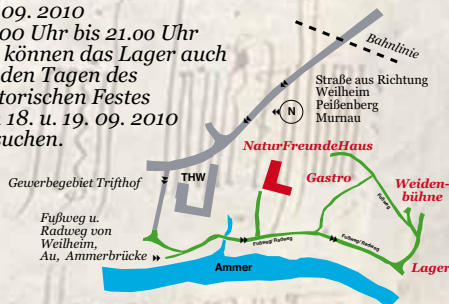 09. 2010
00 Uhr bis 21.00 Uhr
können das Lager auch
den Tagen des
torischen Festes
18. u. 19. 09. 2010
suchen.
Bahnlinie
Straße aus Richtung
Weilheim
Peißenberg
Murnau
N
NaturFreundeHaus
THW
Gewerbegebiet Trifthof
Gastro
Weiden-
bühne
Fußweg
Fußweg u.
Radweg von
Weilheim,
Au, Ammerbrücke
Fußweg/Radweg
Fußweg/Radweg
Ammer
Lager